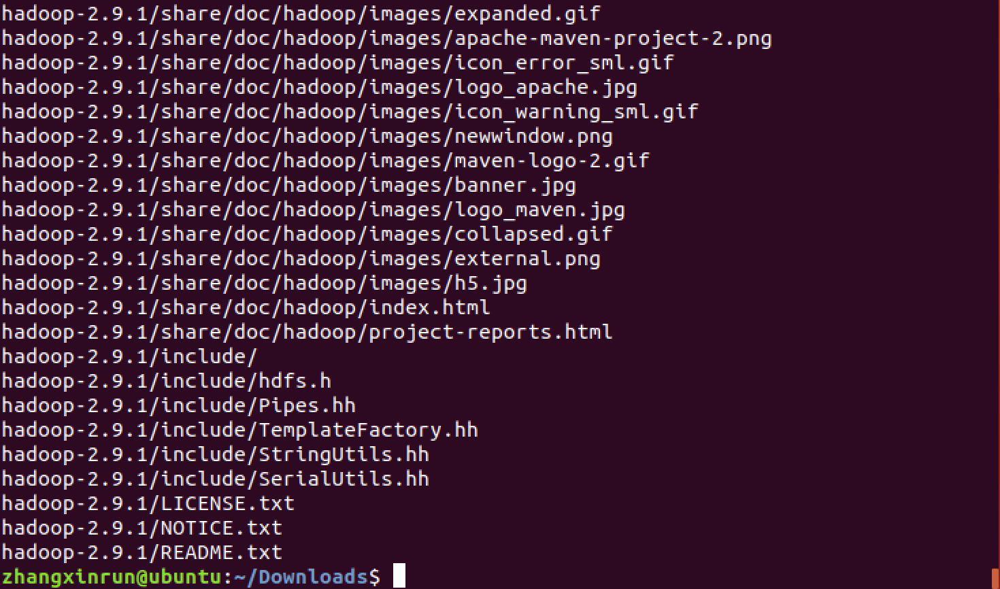 hadoop-2.9.1/share/doc/hadoop/images/expanded.gif
hadoop-2.9.1/share/doc/hadoop/images/apache-maven-project-2.png
hadoop-2.9.1/share/doc/hadoop/images/icon_error_sml.gif
hadoop-2.9.1/share/doc/hadoop/images/logo_apache.jpg
hadoop-2.9.1/share/doc/hadoop/images/icon_warning_sml.gif
hadoop-2.9.1/share/doc/hadoop/images/newwindow.png
hadoop-2.9.1/share/doc/hadoop/images/maven-logo-2.gif
hadoop-2.9.1/share/doc/hadoop/images/banner.jpg
hadoop-2.9.1/share/doc/hadoop/images/logo_maven.jpg
hadoop-2.9.1/share/doc/hadoop/images/collapsed.gif
hadoop-2.9.1/share/doc/hadoop/images/external.png
hadoop-2.9.1/share/doc/hadoop/images/h5.jpg
hadoop-2.9.1/share/doc/hadoop/index.html
hadoop-2.9.1/share/doc/hadoop/project-reports.html
hadoop-2.9.1/include/
hadoop-2.9.1/include/hdfs.h
hadoop-2.9.1/include/Pipes.hh
hadoop-2.9.1/include/TemplateFactory.hh
hadoop-2.9.1/include/StringUtils.hh
hadoop-2.9.1/include/SerialUtils.hh
hadoop-2.9.1/LICENSE.txt
hadoop-2.9.1/NOTICE.txt
hadoop-2.9.1/README.txt
zhangxinrun@ubuntu:~/Downloads$